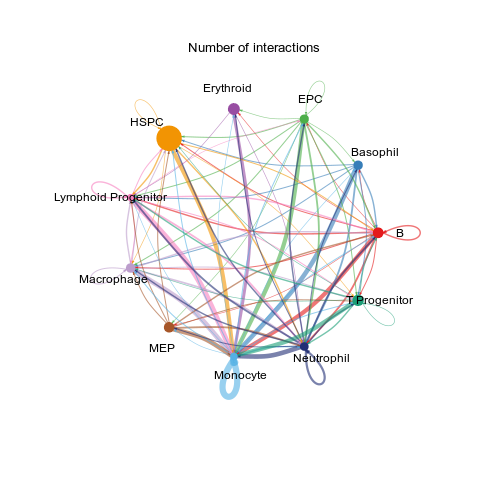 Number of interactions
Erythroid
EPC
HSPC
Basophil
Lymphoid Progenitor
B
Macrophage
T Progenitor
MEP
Neutrophil
Monocyte